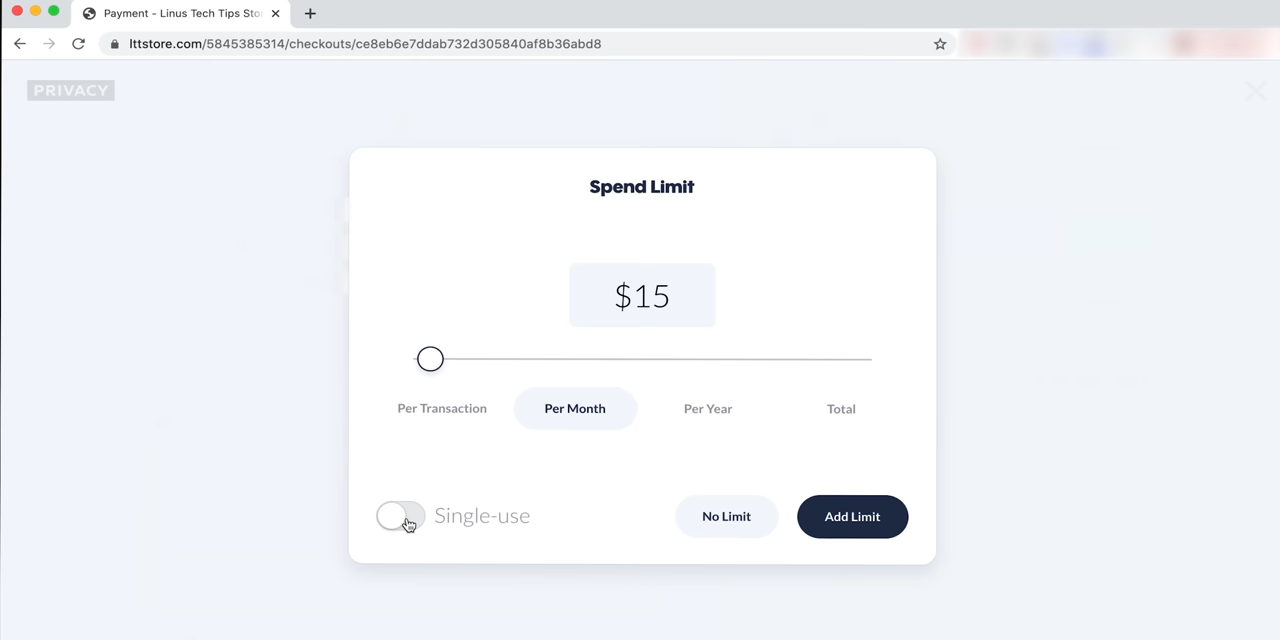 Payment - Linus Tech Tips Stor
lttstore.com/5845385314/checkouts/ce8eb6e7ddab732d305840af8b36abd8
PRIVACY
Spend Limit
$15
Per Transaction Per Month Per Year Total
Single-use No Limit Add Limit